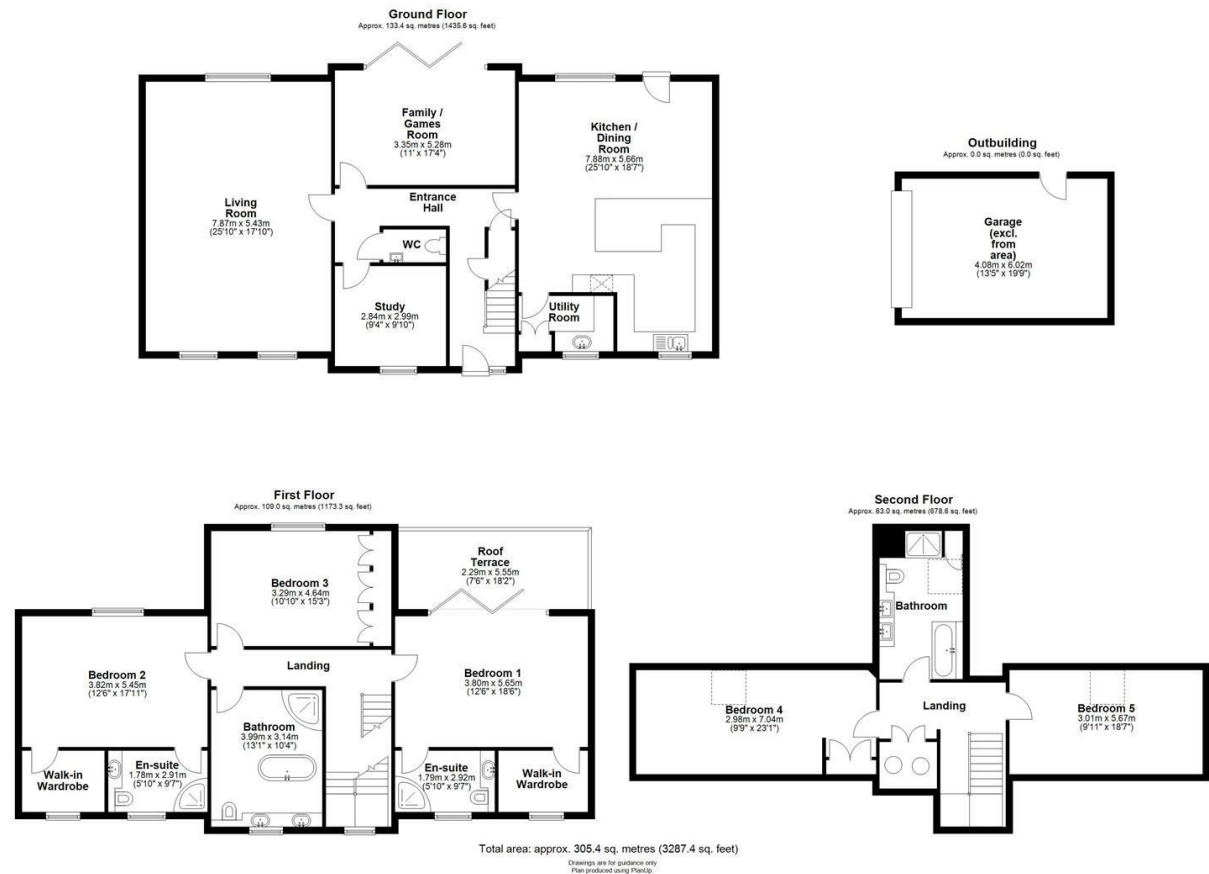 Ground Floor
Approx. 133.4 sq. metres (1435.6 sq. feet)
Living
Room
7.87m x 5.43m
(25'10" x 17'10")
Family /
Games
Room
3.35m x 5.28m
(11' x 17'4")
Kitchen /
Dining
Room
7.88m x 5.66m
(25'10" x 18'7")
Entrance
Hall
WC
Study
2.84m x 2.99m
(9'4" x 9'10")
Utility
Room
Outbuilding
Approx. 0.0 sq. metres (0.0 sq. feet)
Garage
(excl.
from
area)
4.08m x 6.02m
(13'5" x 19'9")
First Floor
Approx. 109.0 sq. metres (1173.3 sq. feet)
Bedroom 3
3.29m x 4.64m
(10'10" x 15'3")
Roof
Terrace
2.29m x 5.55m
(7'6" x 18'2")
Bedroom 2
3.82m x 5.45m
(12'6" x 17'11")
Landing
Bedroom 1
3.80m x 5.65m
(12'6" x 18'6")
Bathroom
3.99m x 3.14m
(13'1" x 10'4")
Walk-in
Wardrobe
En-suite
1.78m x 2.91m
(5'10" x 9'7")
En-suite
1.79m x 2.92m
(5'10" x 9'7")
Walk-in
Wardrobe
Second Floor
Approx. 63.0 sq. metres (678.6 sq. feet)
Bathroom
Bedroom 4
2.98m x 7.04m
(9'9" x 23'1")
Landing
Bedroom 5
3.01m x 5.67m
(9'11" x 18'7")
Total area: approx. 305.4 sq. metres (3287.4 sq. feet)
Drawings are for guidance only
Plan produced using PlanUp.